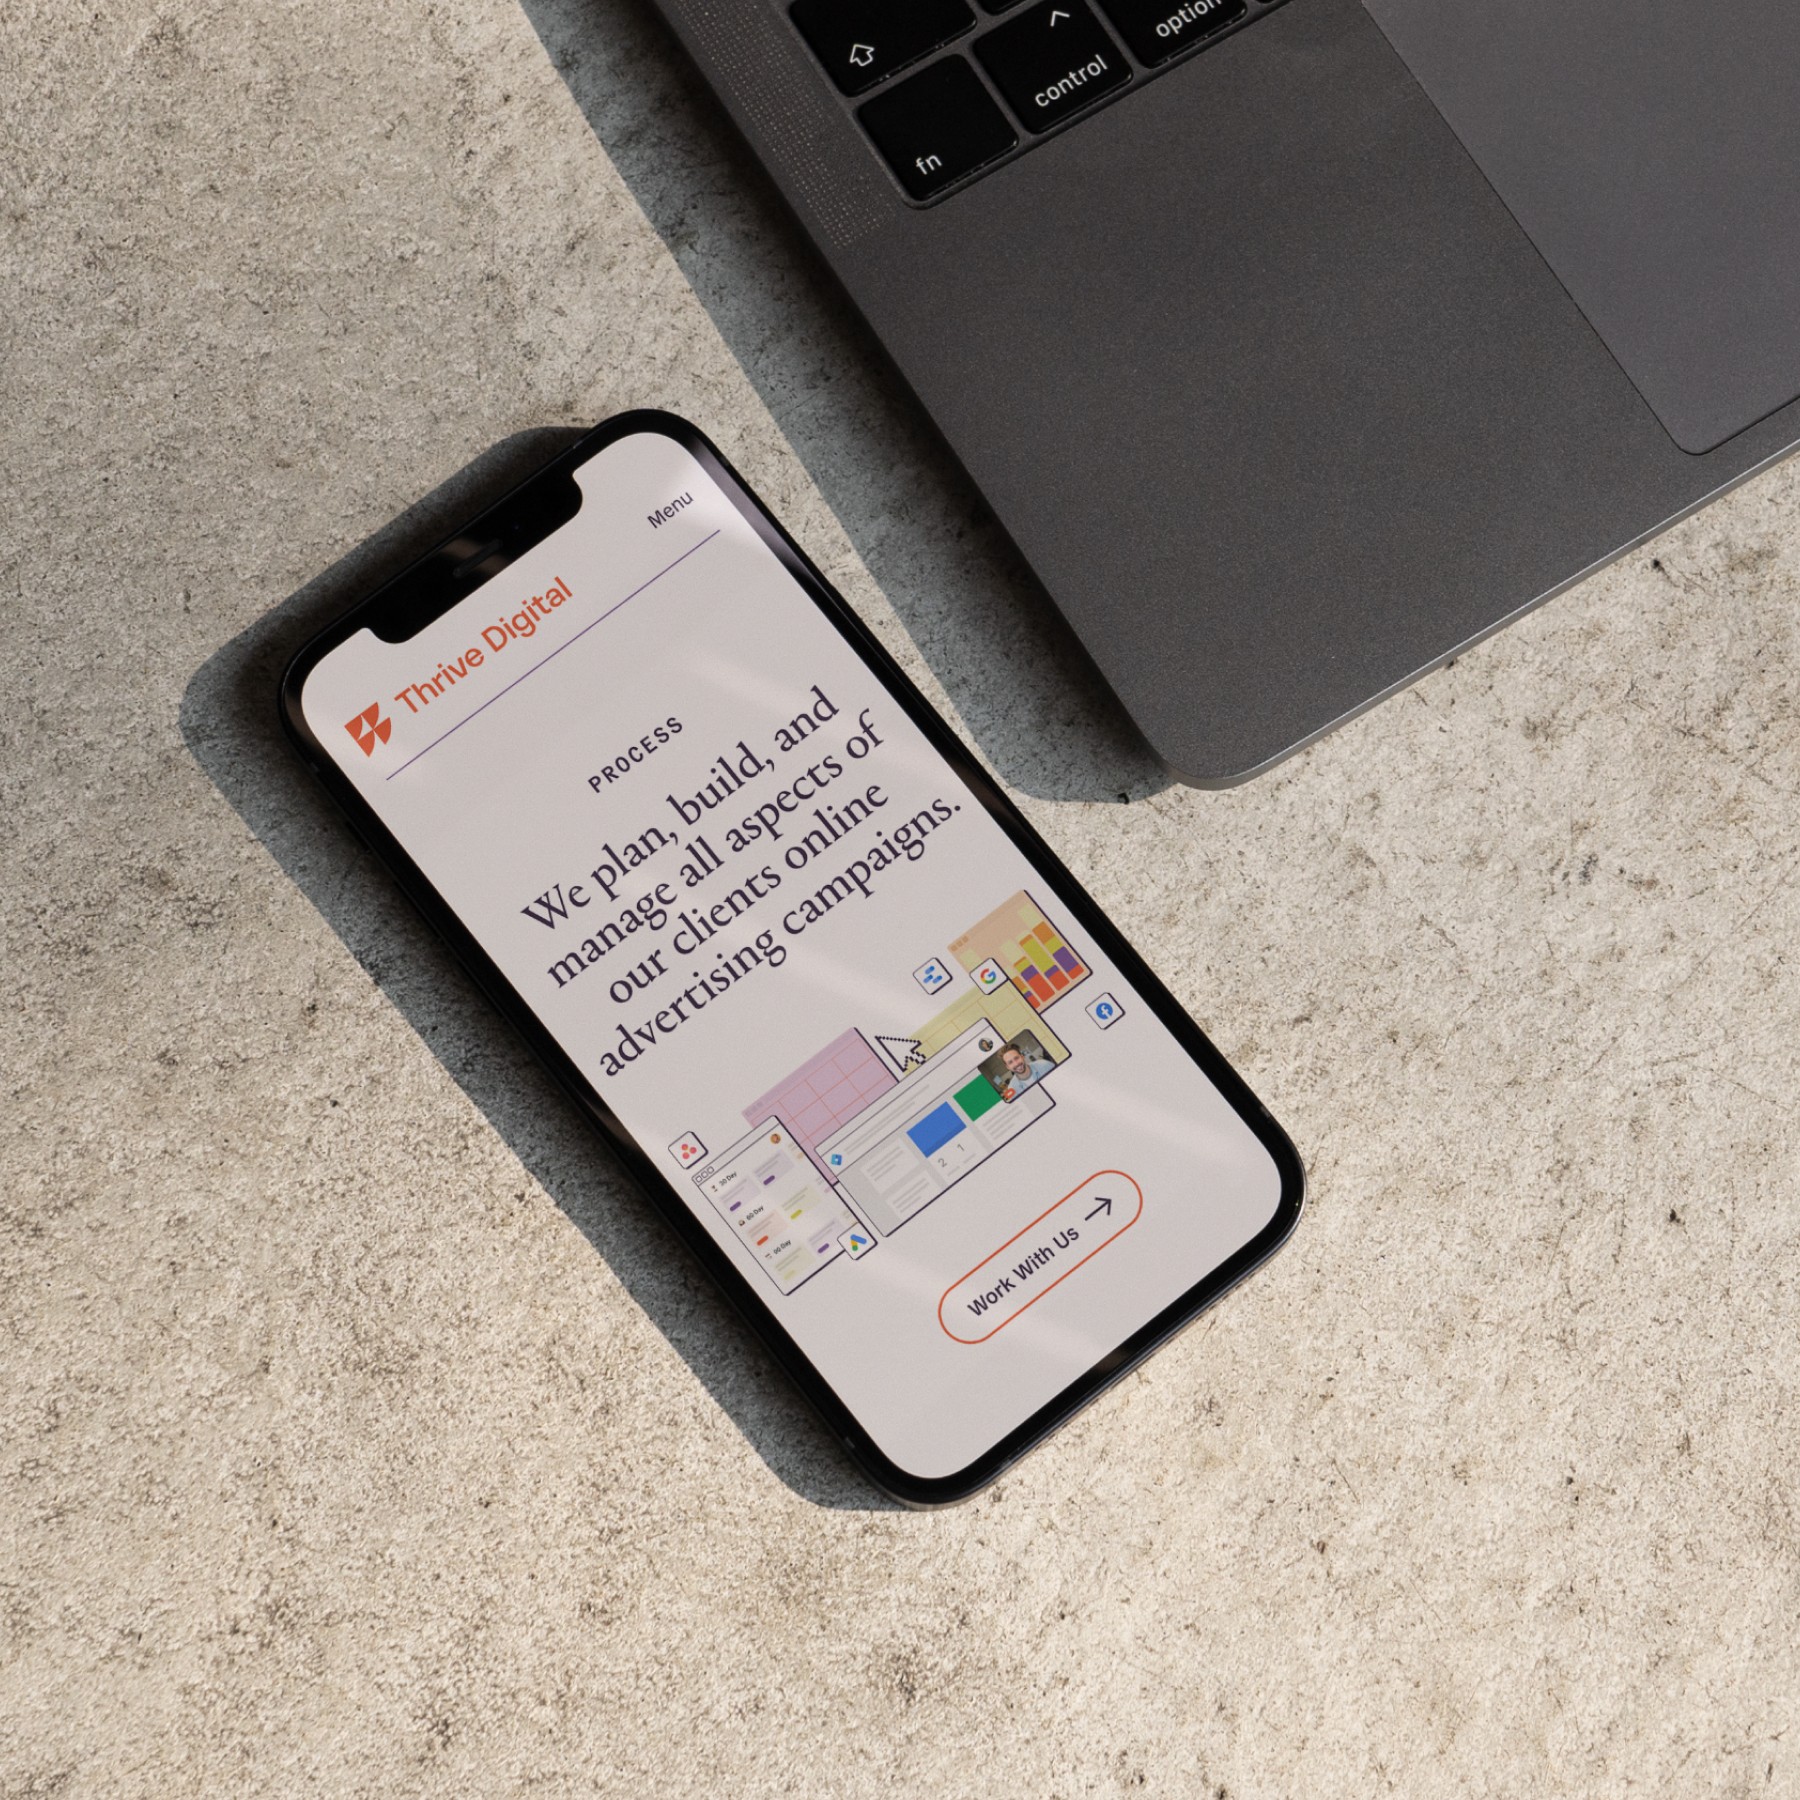 option
control
fn
Menu
Thrive Digital
PROCESS
We plan, build, and
manage all aspects of
our clients online
advertising campaigns.
30 Day
60 Day
90 Day
2 1
Work With Us